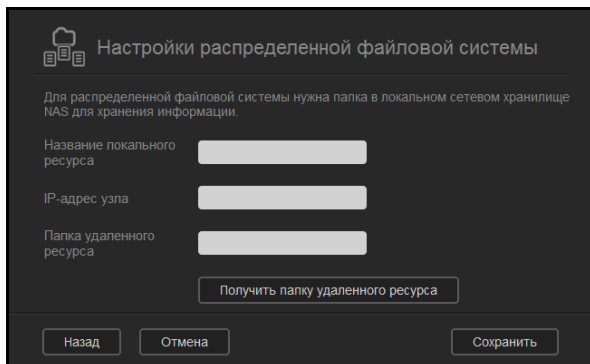 Настройки распределенной файловой системы
Для распределенной файловой системы нужна папка в локальном сетевом хранилище
NAS для хранения информации.
Название локального
ресурса
IP-адрес узла
Папка удаленного
ресурса
Получить папку удаленного ресурса
Назад
Отмена
Сохранить